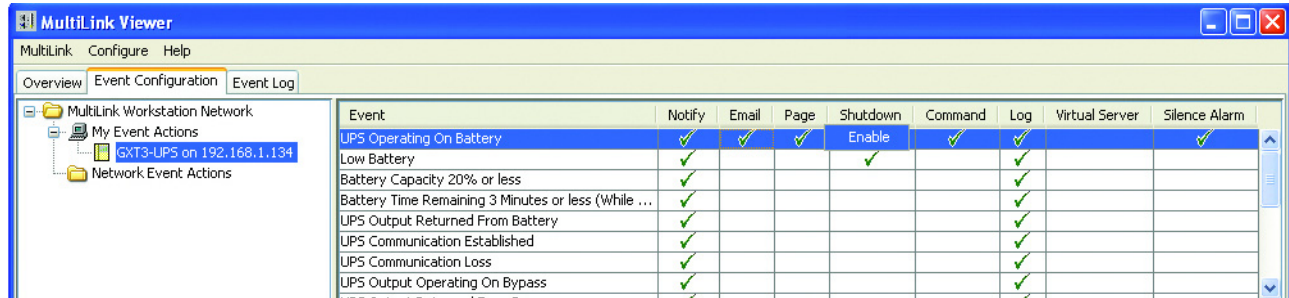 MultiLink Viewer
MultiLink Configure Help
Overview Event Configuration Event Log
MultiLink Workstation Network
My Event Actions
GXT3-UPS on 192.168.1.134
Network Event Actions
Event Notify Email Page Shutdown Command Log Virtual Server Silence Alarm
UPS Operating On Battery Enable
Low Battery
Battery Capacity 20% or less
Battery Time Remaining 3 Minutes or less (While ...
UPS Output Returned From Battery
UPS Communication Established
UPS Communication Loss
UPS Output Operating On Bypass